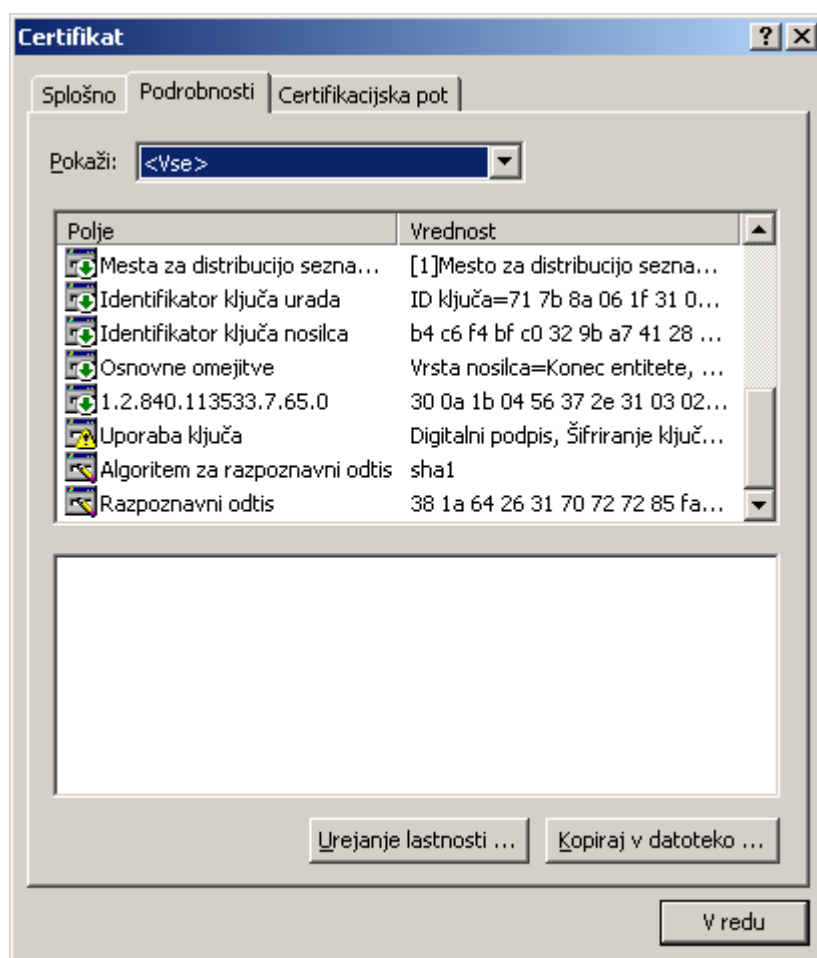 Certifikat
Splošno Podrobnosti Certifikacijska pot
Pokaži: <Vse>
Polje Vrednost
Mesta za distribucijo sezna... [1]Mesto za distribucijo sezna...
Identifikator ključa urada ID ključa=71 7b 8a 06 1f 31 0...
Identifikator ključa nosilca b4 c6 f4 bf c0 32 9b a7 41 28 ...
Osnovne omejitve Vrsta nosilca=Konec entitete, ...
1.2.840.113533.7.65.0 30 0a 1b 04 56 37 2e 31 03 02...
Uporaba ključa Digitalni podpis, Šifriranje ključ...
Algoritem za razpoznavni odtis sha1
Razpoznavni odtis 38 1a 64 26 31 70 72 72 85 fa...
Urejanje lastnosti ... Kopiraj v datoteko ...
V redu